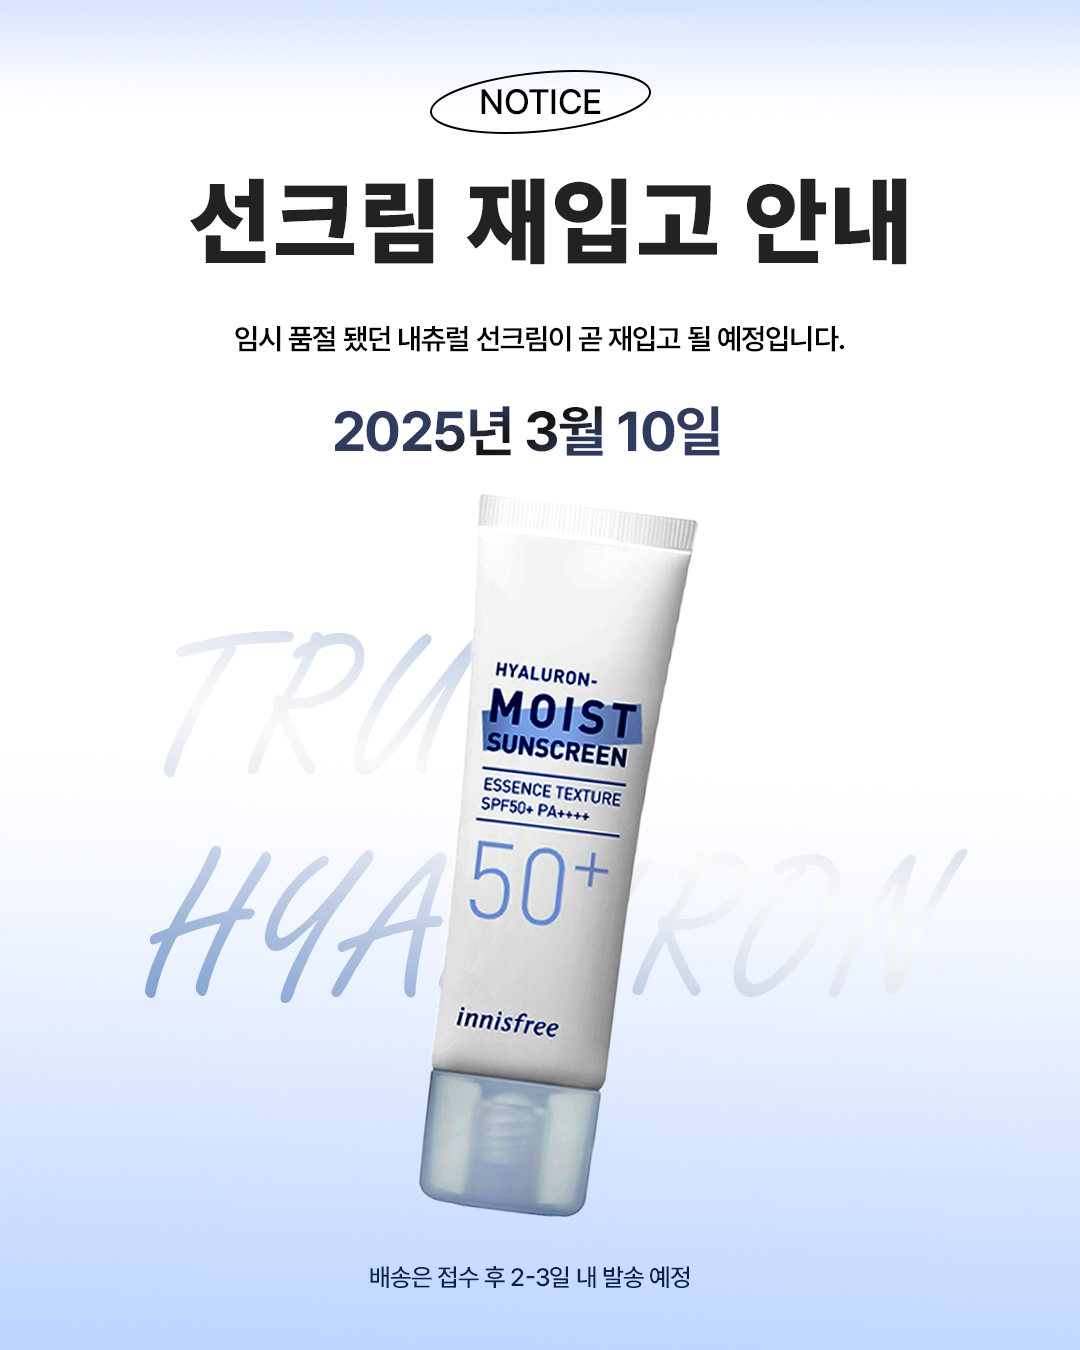 NOTICE
선크림 재입고 안내
임시 품절 됐던 내츄럴 선크림이 곧 재입고 될 예정입니다.
2025년 3월 10일
TRU
HYA RON
HYALURON-
MOIST
SUNSCREEN
ESSENCE TEXTURE
SPF50+ PA++++
50+
innisfree
배송은 접수 후 2-3일 내 발송 예정